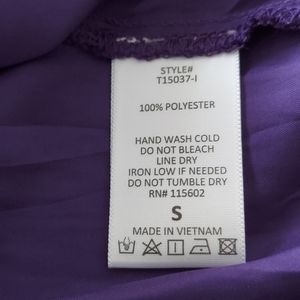 STYLE#
T15037-I
100% POLYESTER
HAND WASH COLD
DO NOT BLEACH
LINE DRY
IRON LOW IF NEEDED
DO NOT TUMBLE DRY
RN# 115602
S
MADE IN VIETNAM